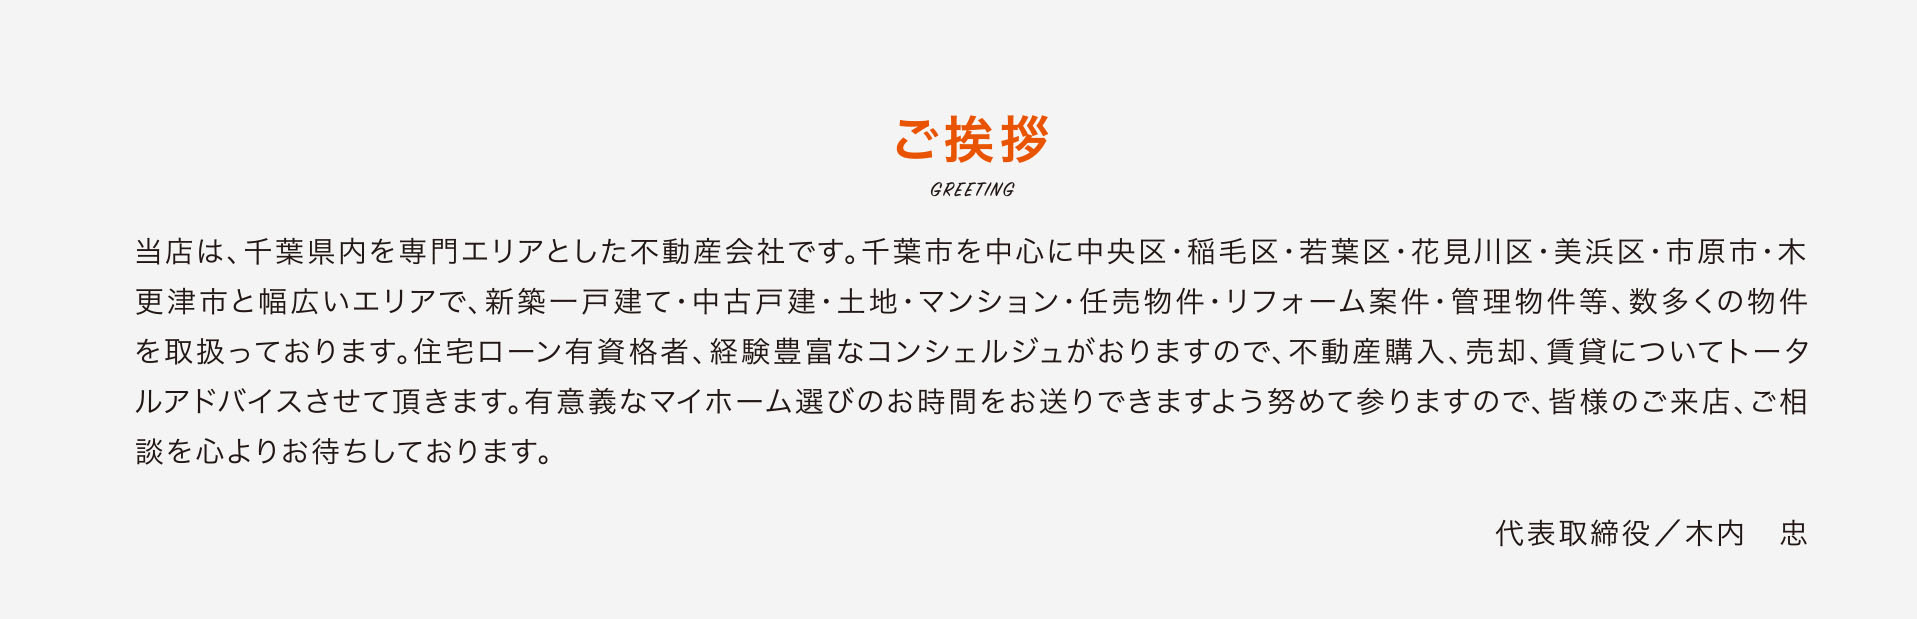 ご挨拶
GREETING
当店は、千葉県内を専門エリアとした不動産会社です。千葉市を中心に中央区・稲毛区・若葉区・花見川区・美浜区・市原市・木
更津市と幅広いエリアで、新築一戸建て・中古戸建・土地・マンション・任売物件・リフォーム案件・管理物件等、数多くの物件
を取扱っております。住宅ローン有資格者、経験豊富なコンシェルジュがおりますので、不動産購入、売却、賃貸についてトータ
ルアドバイスさせて頂きます。有意義なマイホーム選びのお時間をお送りできますよう努めて参りますので、皆様のご来店、ご相
談を心よりお待ちしております。
代表取締役／木内　忠